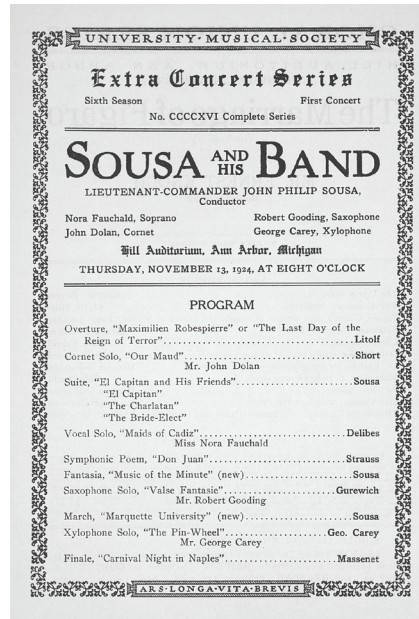 UNIVERSITY·MUSICAL·SOCIETY
Extra Concert Series
Sixth Season First Concert
No. CCCCXVI Complete Series
SOUSA AND HIS BAND
LIEUTENANT-COMMANDER JOHN PHILIP SOUSA,
Conductor
Nora Fauchald, Soprano Robert Gooding, Saxophone
John Dolan, Cornet George Carey, Xylophone
Hill Auditorium, Ann Arbor, Michigan
THURSDAY, NOVEMBER 13, 1924, AT EIGHT O'CLOCK
PROGRAM
Overture, "Maximilien Robespierre" or "The Last Day of the
Reign of Terror"........................................Litolf
Cornet Solo, "Our Maud"........................................Short
Mr. John Dolan
Suite, "El Capitan and His Friends"............................Sousa
"El Capitan"
"The Charlatan"
"The Bride-Elect"
Vocal Solo, "Maids of Cadiz"..................................Delibes
Miss Nora Fauchald
Symphonic Poem, "Don Juan"..............................Strauss
Fantasia, "Music of the Minute" (new)........................Sousa
Saxophone Solo, "Valse Fantasie"...........................Gurewich
Mr. Robert Gooding
March, "Marquette University" (new)........................Sousa
Xylophone Solo, "The Pin-Wheel"........................Geo. Carey
Mr. George Carey
Finale, "Carnival Night in Naples"........................Massenet
ARS·LONGA·VITA·BREVIS